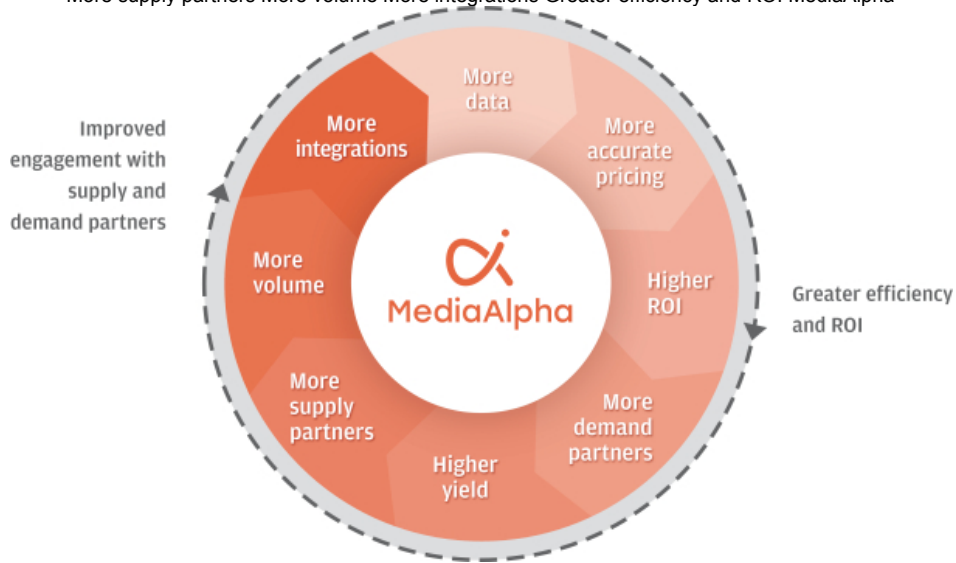 More supply partners More volume More integrations Greater efficiency and ROI MediaAlpha
More
data
More
accurate
pricing
Higher
ROI
More
demand
partners
Higher
yield
More
supply
partners
More
volume
More
integrations
Improved
engagement with
supply and
demand partners
Greater efficiency
and ROI
MediaAlpha